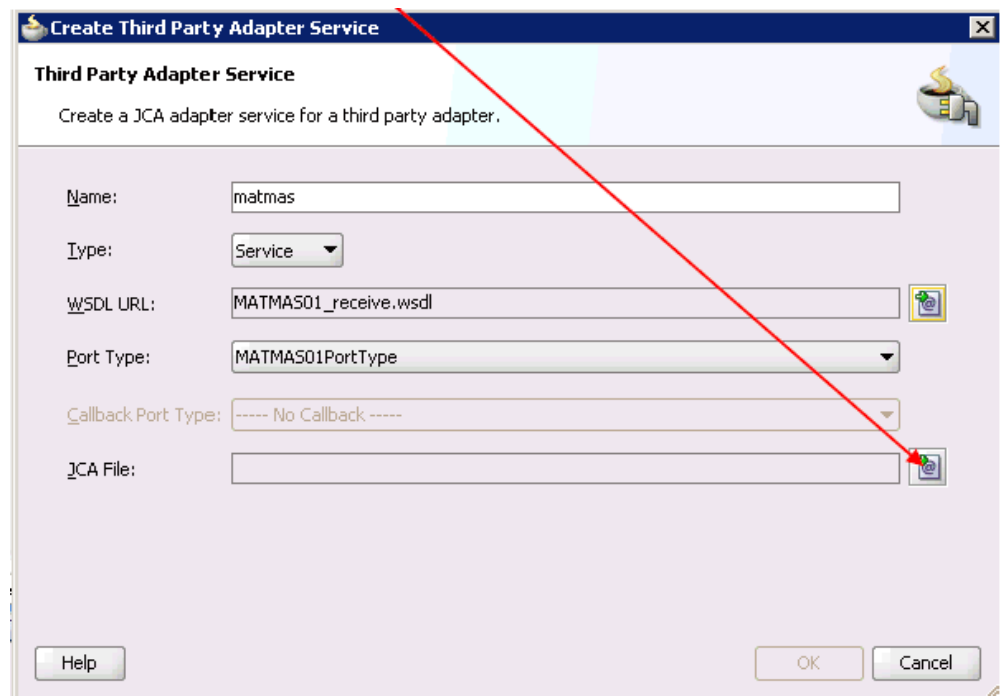 Create Third Party Adapter Service
Third Party Adapter Service
Create a JCA adapter service for a third party adapter.
Name: matmas
Type: Service
WSDL URL: MATMAS01_receive.wsdl
Port Type: MATMAS01PortType
Callback Port Type: ----- No Callback -----
JCA File:
Help OK Cancel